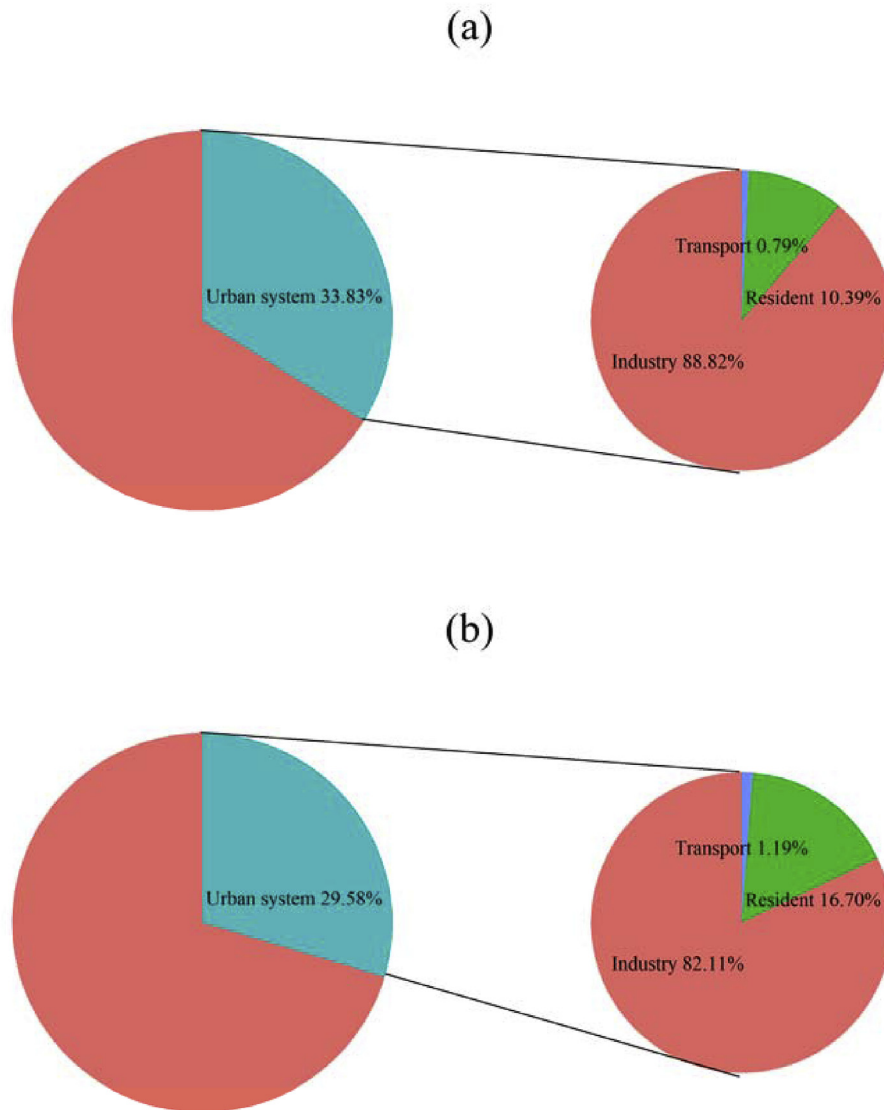 (a)
Transport 0.79%
Urban system 33.83%
Resident 10.39%
Industry 88.82%
(b)
Transport 1.19%
Urban system 29.58%
Resident 16.70%
Industry 82.11%